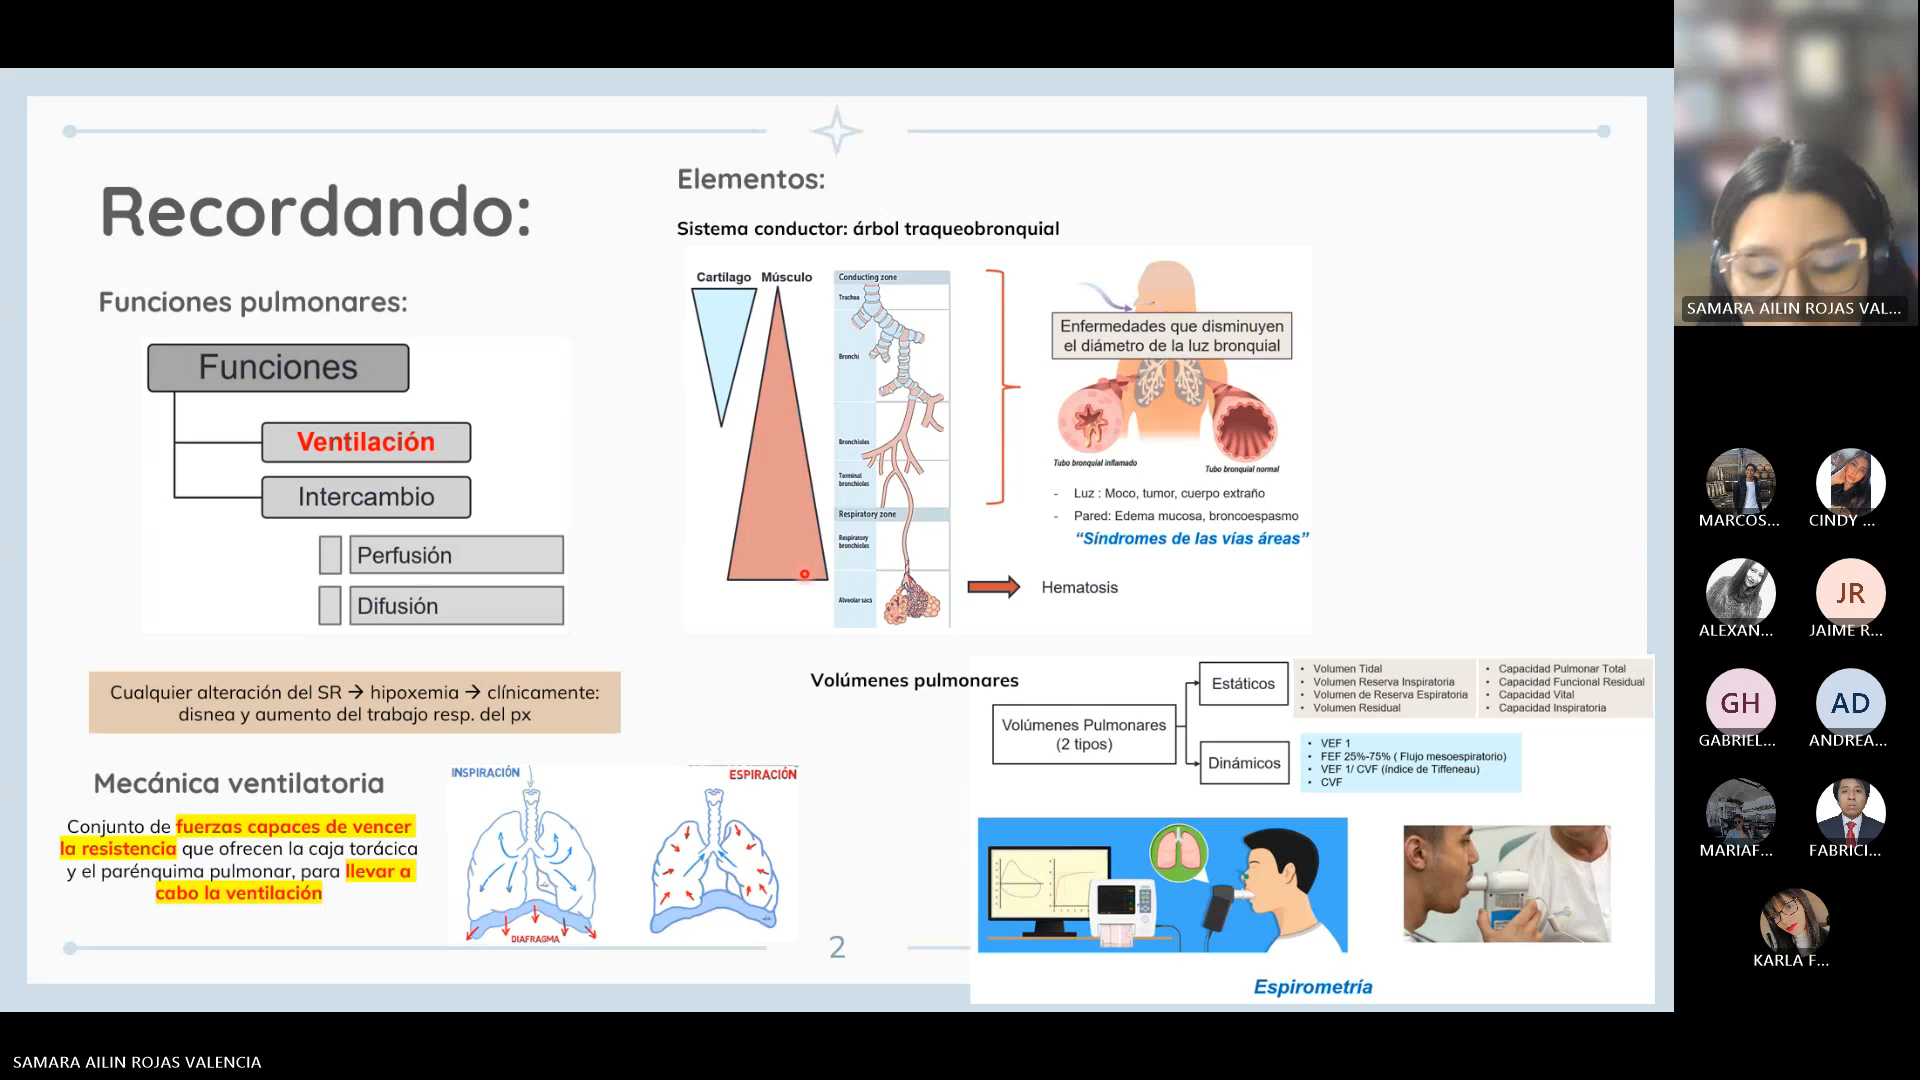 Recordando:
Funciones pulmonares:
Funciones
Ventilación
Intercambio
Perfusión
Difusión
Cualquier alteración del SR → hipoxemia → clínicamente:
disnea y aumento del trabajo resp. del px
Mecánica ventilatoria
Conjunto de fuerzas capaces de vencer
la resistencia que ofrecen la caja torácica
y el parénquima pulmonar, para llevar a
cabo la ventilación
INSPIRACIÓN
ESPIRACIÓN
DIAFRAGMA
Elementos:
Sistema conductor: árbol traqueobronquial
Cartílago Músculo
Conducting zone
Trachea
Bronchi
Bronchioles
Terminal
bronchioles
Respiratory zone
Respiratory
bronchioles
Alveolar sacs
Enfermedades que disminuyen
el diámetro de la luz bronquial
Tubo bronquial inflamado
Tubo bronquial normal
- Luz : Moco, tumor, cuerpo extraño
- Pared: Edema mucosa, broncoespasmo
“Síndromes de las vías áreas”
Hematosis
Volúmenes pulmonares
Volúmenes Pulmonares
(2 tipos)
Estáticos
• Volumen Tidal
• Volumen Reserva Inspiratoria
• Volumen de Reserva Espiratoria
• Volumen Residual
• Capacidad Pulmonar Total
• Capacidad Funcional Residual
• Capacidad Vital
• Capacidad Inspiratoria
Dinámicos
• VEF 1
• FEF 25%-75% ( Flujo mesoespiratorio)
• VEF 1/ CVF (índice de Tiffeneau)
• CVF
Espirometría
2
SAMARA AILIN ROJAS VAL...
MARCOS...
CINDY ...
ALEXAN...
JR
JAIME R...
GH
GABRIEL...
AD
ANDREA...
MARIAF...
FABRICI...
KARLA F...
SAMARA AILIN ROJAS VALENCIA